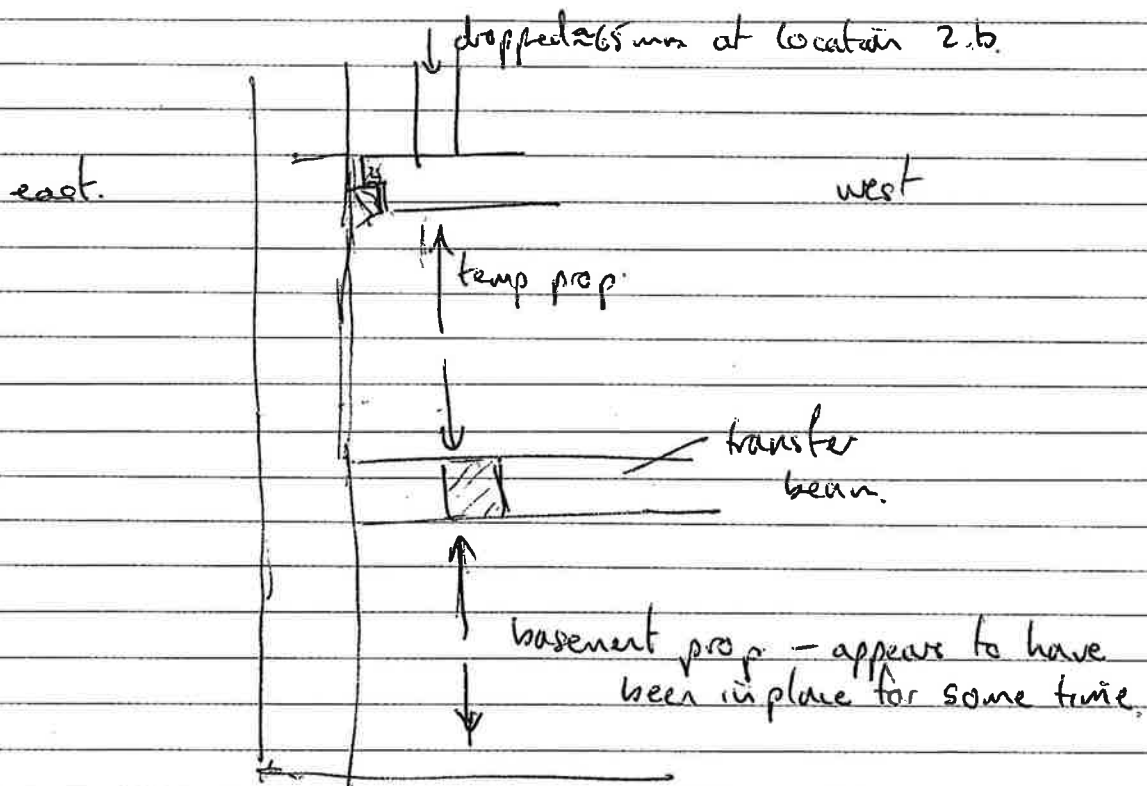 dropped ≈65mm at location 2.b.
east.
west
temp prop.
transfer
beam.
basement prop – appears to have
been in place for some time.